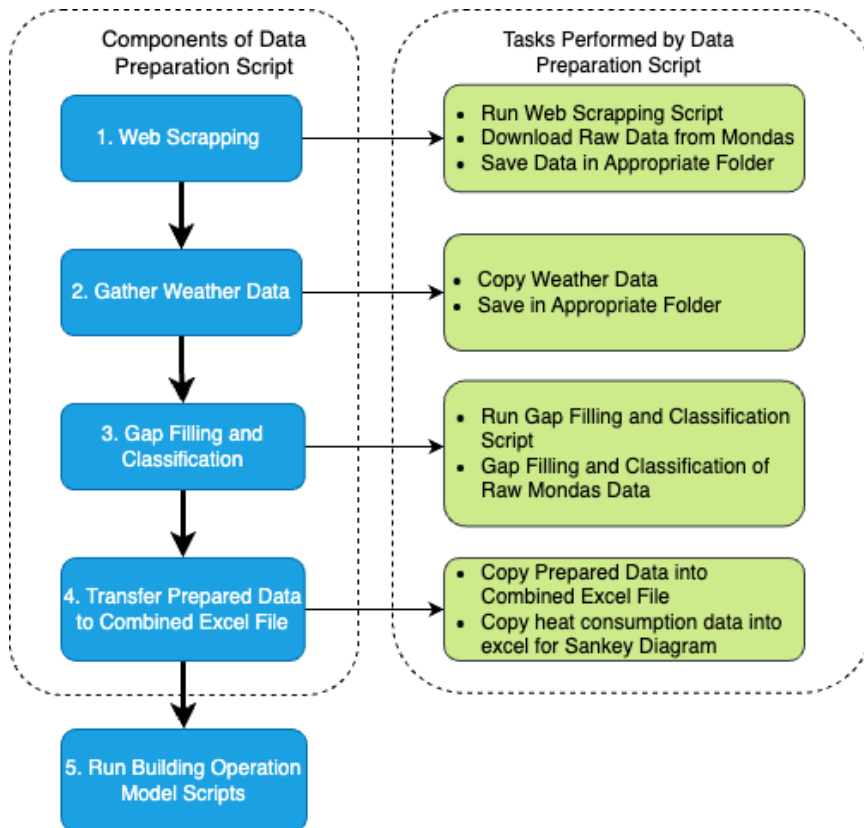 Components of Data
Preparation Script
Tasks Performed by Data
Preparation Script
1. Web Scrapping
• Run Web Scrapping Script
• Download Raw Data from Mondas
• Save Data in Appropriate Folder
2. Gather Weather Data
• Copy Weather Data
• Save in Appropriate Folder
3. Gap Filling and
Classification
• Run Gap Filling and Classification
Script
• Gap Filling and Classification of
Raw Mondas Data
4. Transfer Prepared Data
to Combined Excel File
• Copy Prepared Data into
Combined Excel File
• Copy heat consumption data into
excel for Sankey Diagram
5. Run Building Operation
Model Scripts